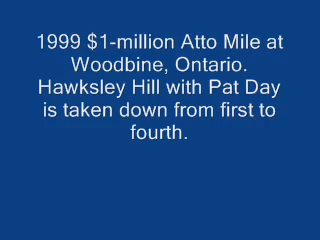 1999 $1-million Atto Mile at
Woodbine, Ontario.
Hawksley Hill with Pat Day
is taken down from first to
fourth.